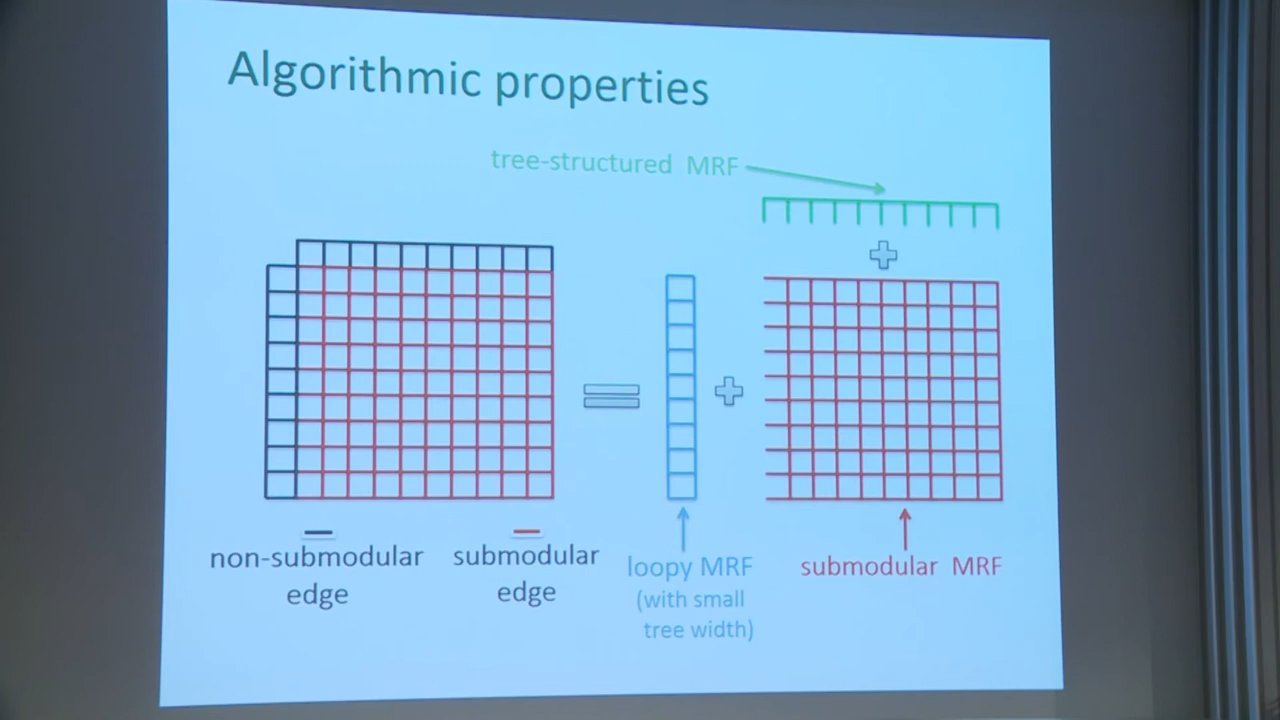 Algorithmic properties
tree-structured MRF
non-submodular
edge
submodular
edge
loopy MRF
(with small
tree width)
submodular MRF